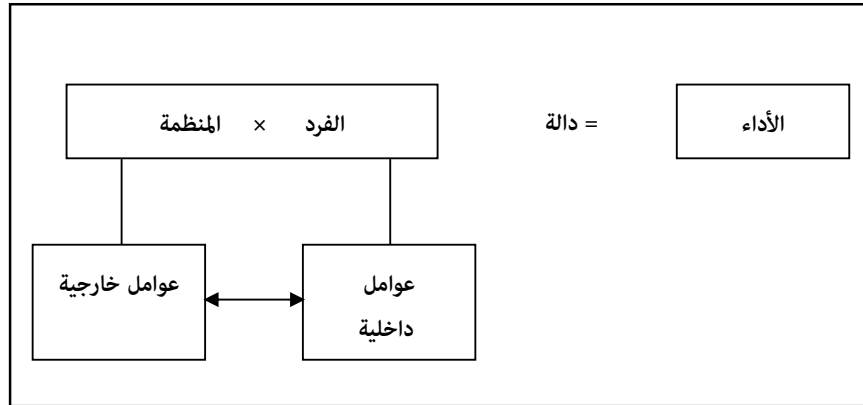 الأداء = دالة الفرد × المنظمة
عوامل داخلية
عوامل خارجية